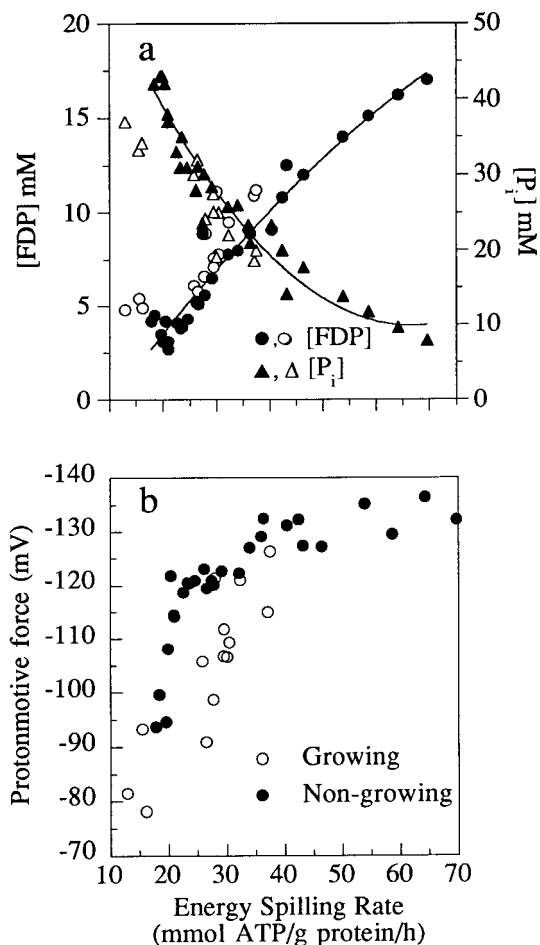 a
20
15
10
5
0
[FDP] mM
50
40
30
20
10
0
[Pi] mM
●,○ [FDP]
▲,△ [Pi]
b
-140
-130
-120
-110
-100
-90
-80
-70
Protonmotive force (mV)
○ Growing
● Non-growing
10 20 30 40 50 60 70
Energy Spilling Rate
(mmol ATP/g protein/h)